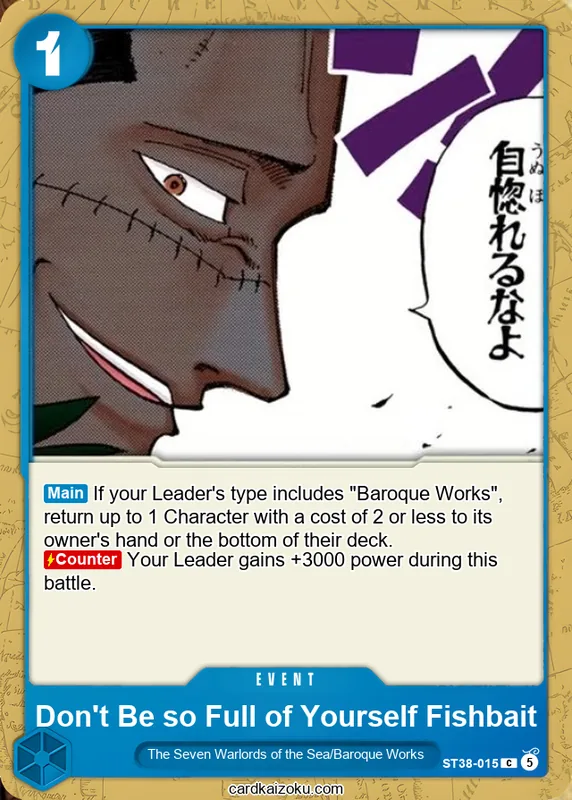 1
自惚れるなよ
うぬぼ
Main If your Leader's type includes "Baroque Works",
return up to 1 Character with a cost of 2 or less to its
owner's hand or the bottom of their deck.
Counter Your Leader gains +3000 power during this
battle.
EVENT
Don't Be so Full of Yourself Fishbait
The Seven Warlords of the Sea/Baroque Works
ST38-015 C 5
cardkaizoku.com